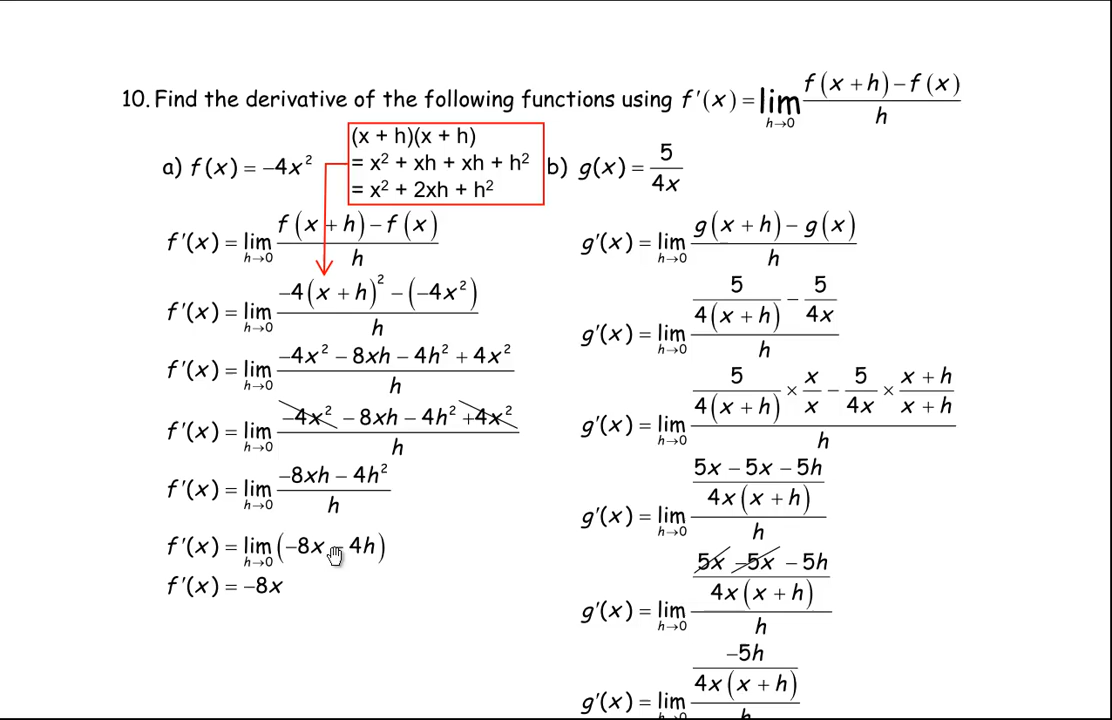 10. Find the derivative of the following functions using f'(x) = lim h→0 (f(x + h) – f(x)) / h
a) f(x) = –4x²
(x + h)(x + h)
= x² + xh + xh + h²
= x² + 2xh + h²
f'(x) = lim h→0 (f(x + h) – f(x)) / h
f'(x) = lim h→0 (–4(x + h)² – (–4x²)) / h
f'(x) = lim h→0 (–4x² – 8xh – 4h² + 4x²) / h
f'(x) = lim h→0 (–4x² – 8xh – 4h² +4x²) / h
f'(x) = lim h→0 (–8xh – 4h²) / h
f'(x) = lim h→0 (–8x – 4h)
f'(x) = –8x
b) g(x) = 5 / 4x
g'(x) = lim h→0 (g(x + h) – g(x)) / h
g'(x) = lim h→0 (5 / 4(x + h) – 5 / 4x) / h
g'(x) = lim h→0 (5 / 4(x + h) × x / x – 5 / 4x × (x + h) / (x + h)) / h
g'(x) = lim h→0 ((5x – 5x – 5h) / 4x(x + h)) / h
g'(x) = lim h→0 ((5x –5x – 5h) / 4x(x + h)) / h
g'(x) = lim h→0 (–5h / 4x(x + h)) / h